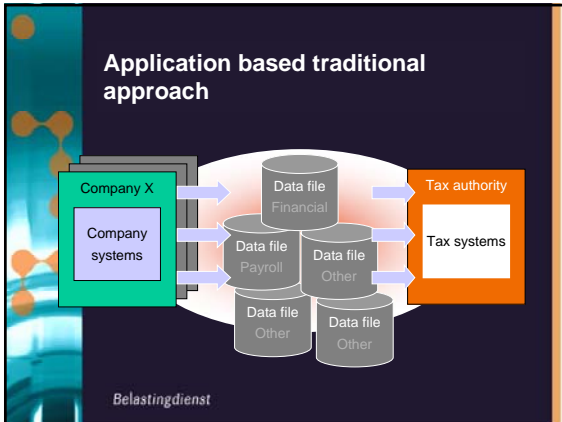 Application based traditional
approach
Company X
Company
systems
Data file
Financial
Data file
Payroll
Data file
Other
Data file
Other
Data file
Other
Tax authority
Tax systems
Belastingdienst